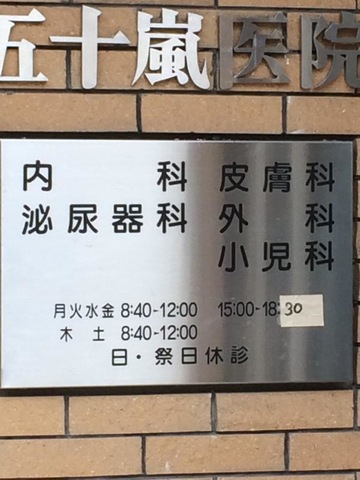 五十嵐医院
内科 皮膚科
泌尿器科 外科
小児科
月火水金 8:40-12:00 15:00-18:30
木土 8:40-12:00
日・祭日休診